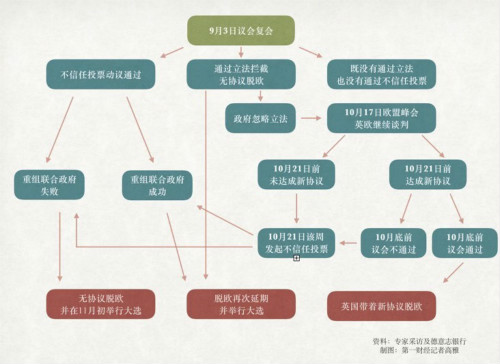 9月3日议会复会
不信任投票动议通过
通过立法拦截
无协议脱欧
既没有通过立法
也没有通过不信任投票
政府忽略立法
10月17日欧盟峰会
英欧继续谈判
10月21日前
未达成新协议
10月21日前
达成新协议
重组联合政府
失败
重组联合政府
成功
10月21日该周
发起不信任投票
10月底前
议会不通过
10月底前
议会通过
无协议脱欧
并在11月初举行大选
脱欧再次延期
并举行大选
英国带着新协议脱欧
资料：专家采访及德意志银行
制图：第一财经记者高雅